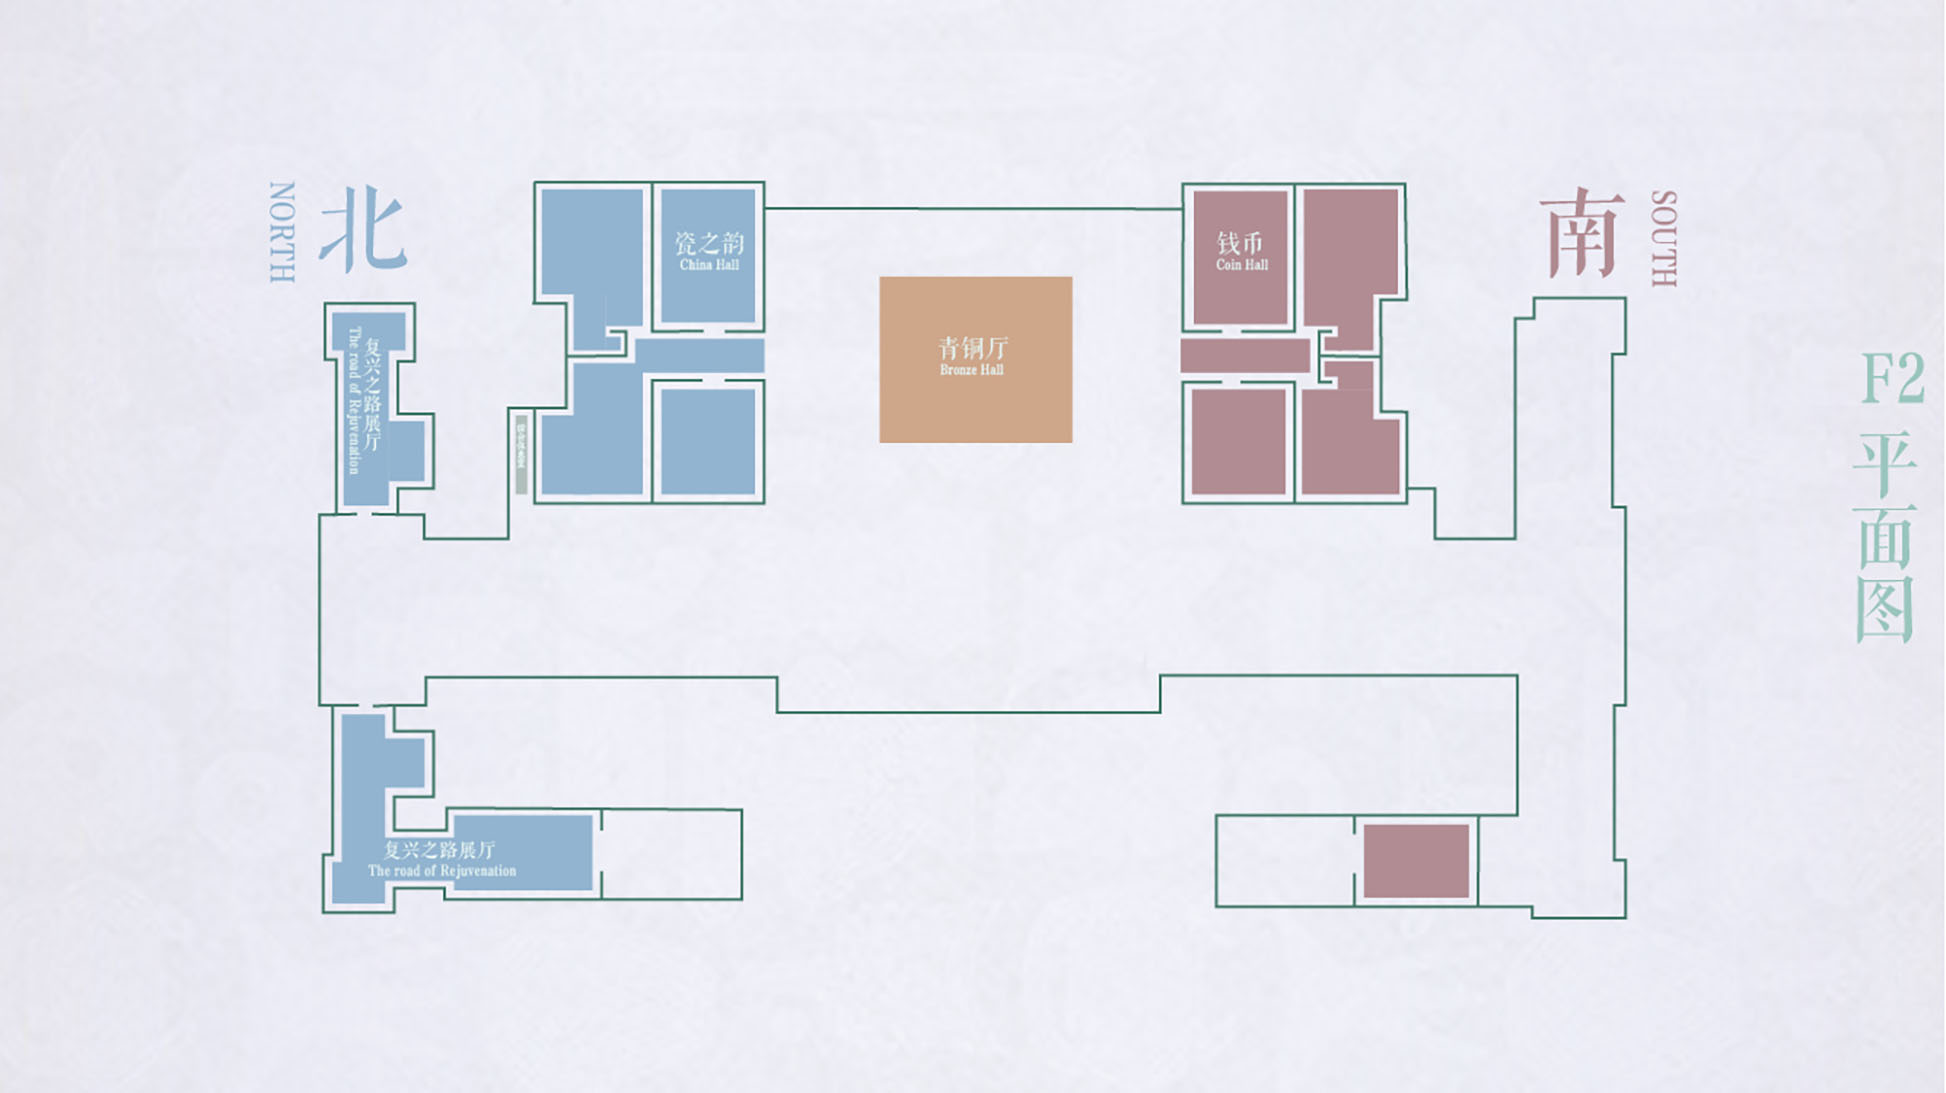 北
NORTH
南
SOUTH
瓷之韵
China Hall
钱币
Coin Hall
青铜厅
Bronze Hall
复兴之路展厅
The road of Rejuvenation
复兴之路展厅
The road of Rejuvenation
F2
平面图